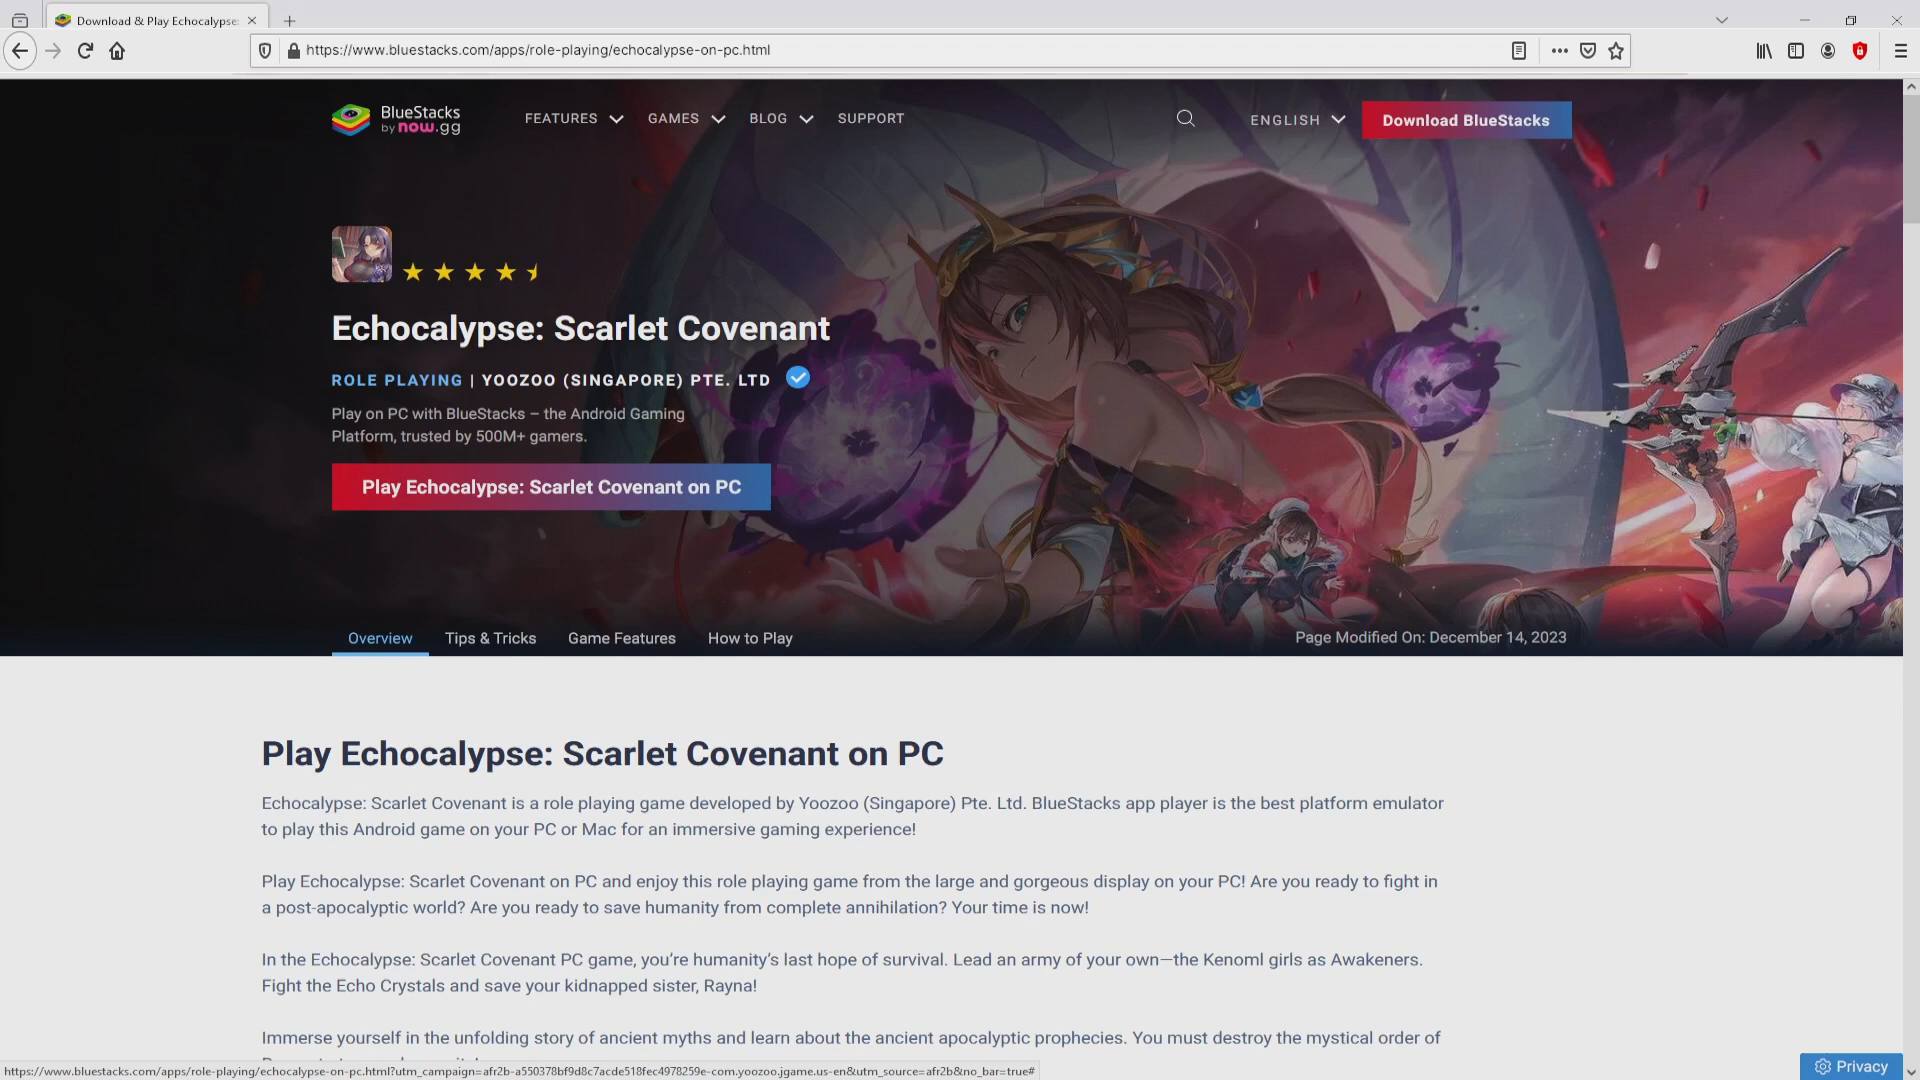 Download & Play Echocalypse:
https://www.bluestacks.com/apps/role-playing/echocalypse-on-pc.html
BlueStacks
by now.gg
FEATURES
GAMES
BLOG
SUPPORT
ENGLISH
Download BlueStacks
Echocalypse: Scarlet Covenant
ROLE PLAYING | YOOZOO (SINGAPORE) PTE. LTD
Play on PC with BlueStacks – the Android Gaming
Platform, trusted by 500M+ gamers.
Play Echocalypse: Scarlet Covenant on PC
Overview
Tips & Tricks
Game Features
How to Play
Page Modified On: December 14, 2023
Play Echocalypse: Scarlet Covenant on PC
Echocalypse: Scarlet Covenant is a role playing game developed by Yoozoo (Singapore) Pte. Ltd. BlueStacks app player is the best platform emulator
to play this Android game on your PC or Mac for an immersive gaming experience!
Play Echocalypse: Scarlet Covenant on PC and enjoy this role playing game from the large and gorgeous display on your PC! Are you ready to fight in
a post-apocalyptic world? Are you ready to save humanity from complete annihilation? Your time is now!
In the Echocalypse: Scarlet Covenant PC game, you’re humanity’s last hope of survival. Lead an army of your own—the Kenoml girls as Awakeners.
Fight the Echo Crystals and save your kidnapped sister, Rayna!
Immerse yourself in the unfolding story of ancient myths and learn about the ancient apocalyptic prophecies. You must destroy the mystical order of
https://www.bluestacks.com/apps/role-playing/echocalypse-on-pc.html?utm_campaign=afr2b-a550378bf9d8c7acde518fec4978259e-com.yoozoo.jgame.us-en&utm_source=afr2b&no_bar=true#
Privacy